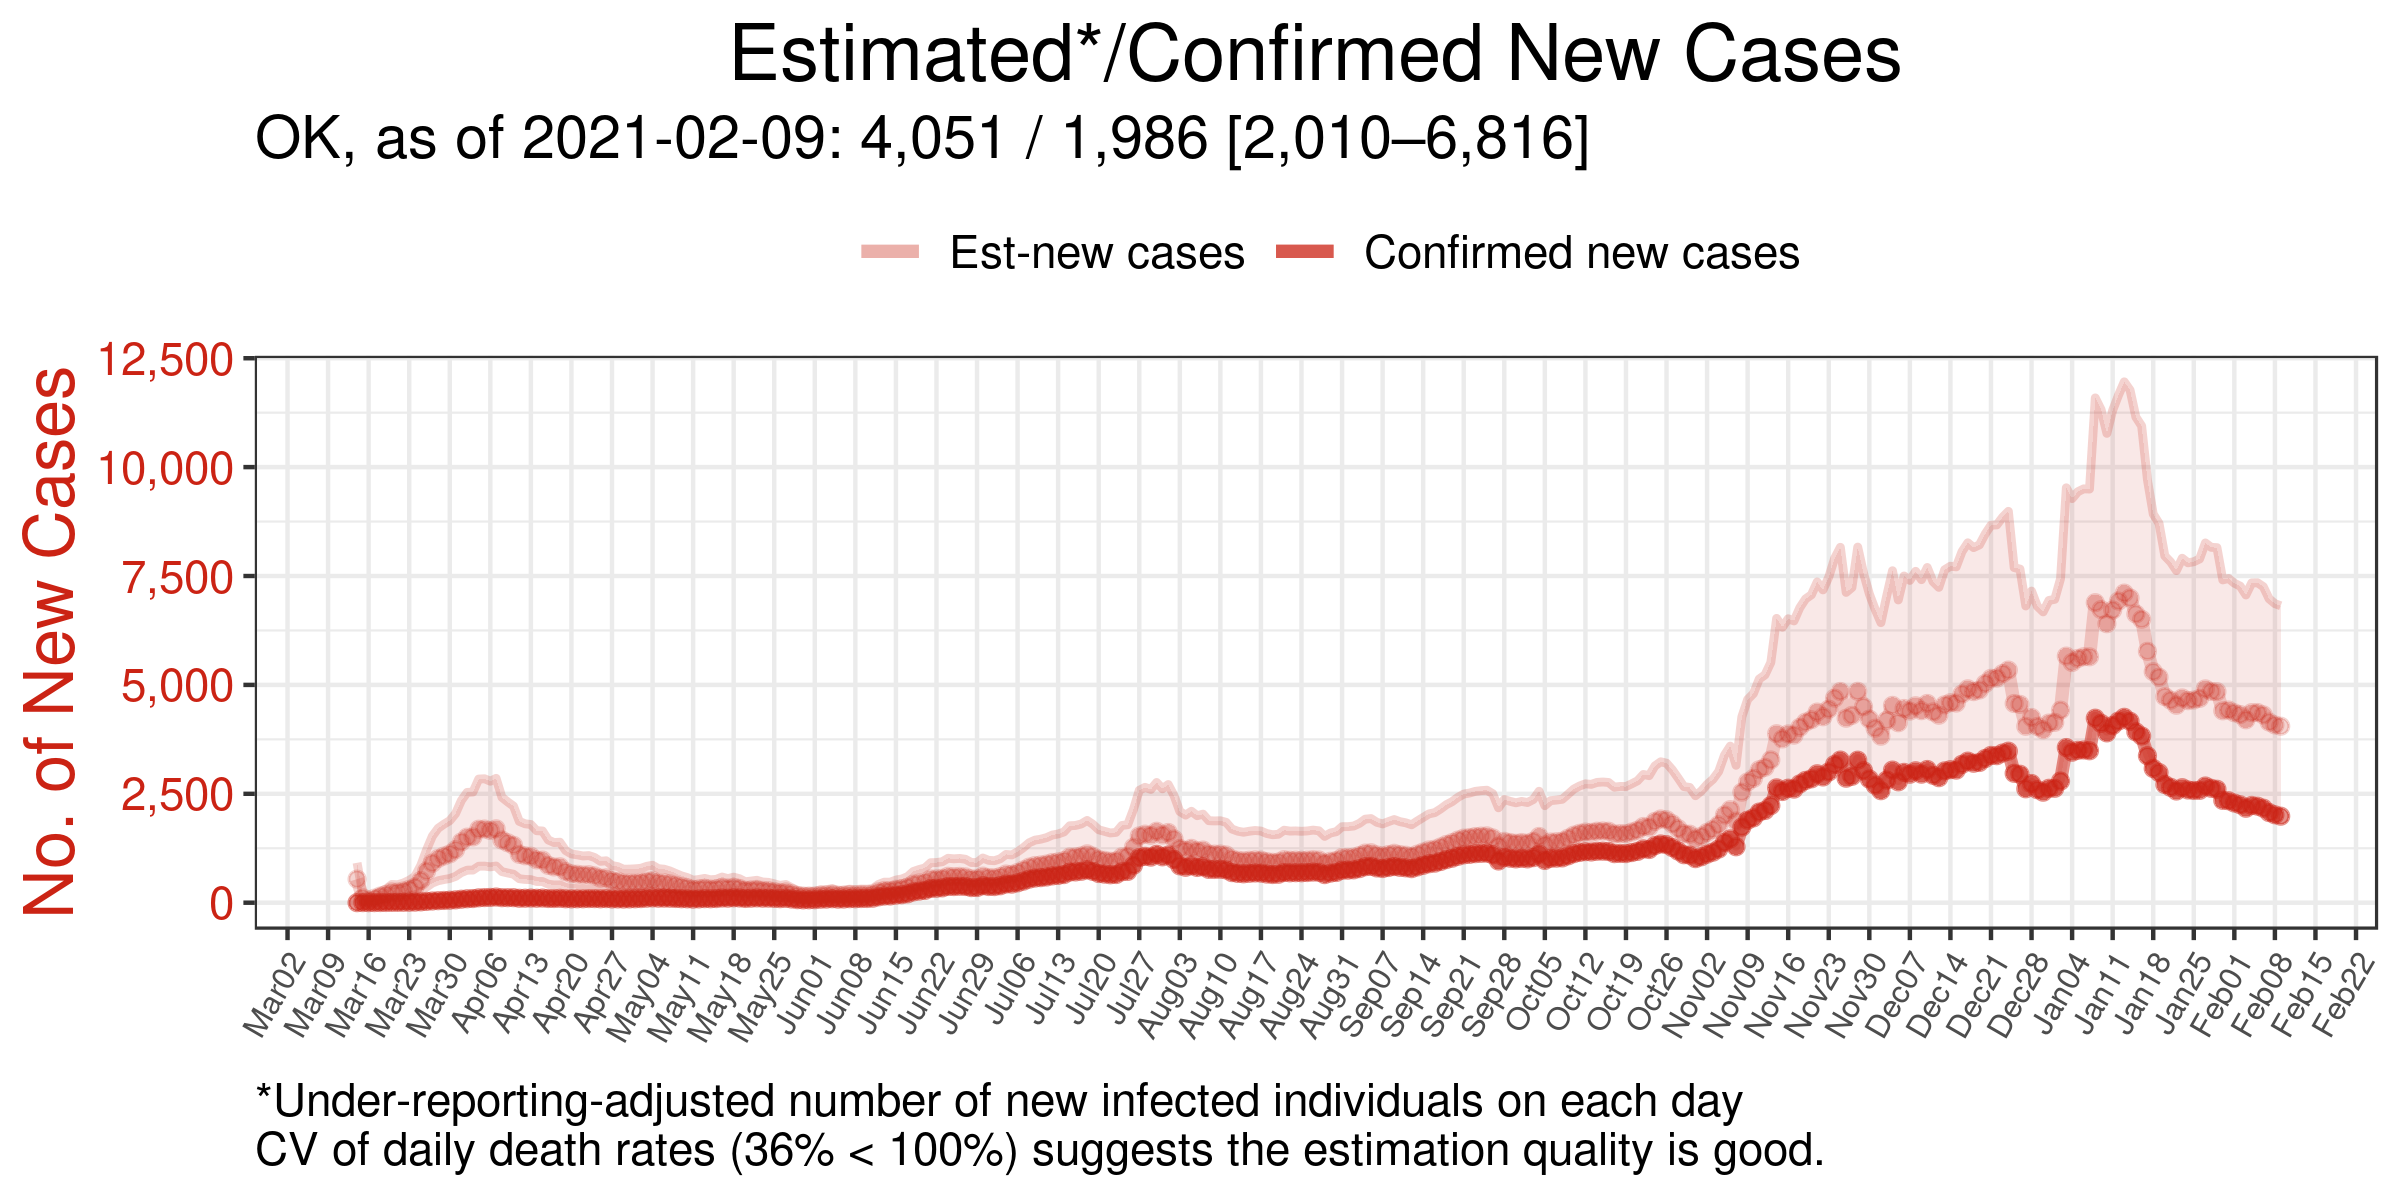 Estimated*/Confirmed New Cases
OK, as of 2021-02-09: 4,051 / 1,986 [2,010–6,816]
Est-new cases
Confirmed new cases
No. of New Cases
12,500
10,000
7,500
5,000
2,500
0
Mar02
Mar09
Mar16
Mar23
Mar30
Apr06
Apr13
Apr20
Apr27
May04
May11
May18
May25
Jun01
Jun08
Jun15
Jun22
Jun29
Jul06
Jul13
Jul20
Jul27
Aug03
Aug10
Aug17
Aug24
Aug31
Sep07
Sep14
Sep21
Sep28
Oct05
Oct12
Oct19
Oct26
Nov02
Nov09
Nov16
Nov23
Nov30
Dec07
Dec14
Dec21
Dec28
Jan04
Jan11
Jan18
Jan25
Feb01
Feb08
Feb15
Feb22
*Under-reporting-adjusted number of new infected individuals on each day
CV of daily death rates (36% < 100%) suggests the estimation quality is good.